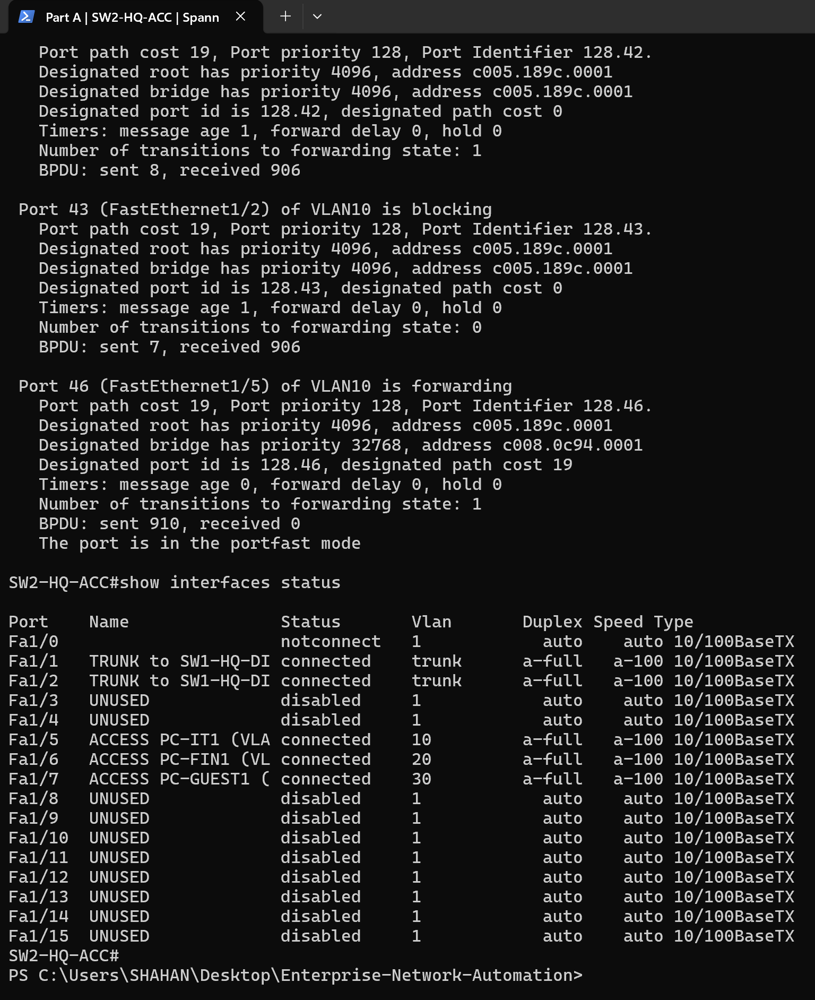 Part A | SW2-HQ-ACC | Spann
Port path cost 19, Port priority 128, Port Identifier 128.42.
Designated root has priority 4096, address c005.189c.0001
Designated bridge has priority 4096, address c005.189c.0001
Designated port id is 128.42, designated path cost 0
Timers: message age 1, forward delay 0, hold 0
Number of transitions to forwarding state: 1
BPDU: sent 8, received 906
Port 43 (FastEthernet1/2) of VLAN10 is blocking
Port path cost 19, Port priority 128, Port Identifier 128.43.
Designated root has priority 4096, address c005.189c.0001
Designated bridge has priority 4096, address c005.189c.0001
Designated port id is 128.43, designated path cost 0
Timers: message age 1, forward delay 0, hold 0
Number of transitions to forwarding state: 0
BPDU: sent 7, received 906
Port 46 (FastEthernet1/5) of VLAN10 is forwarding
Port path cost 19, Port priority 128, Port Identifier 128.46.
Designated root has priority 4096, address c005.189c.0001
Designated bridge has priority 32768, address c008.0c94.0001
Designated port id is 128.46, designated path cost 19
Timers: message age 0, forward delay 0, hold 0
Number of transitions to forwarding state: 1
BPDU: sent 910, received 0
The port is in the portfast mode
SW2-HQ-ACC#show interfaces status
Port    Name               Status       Vlan       Duplex Speed Type
Fa1/0                      notconnect   1            auto    auto 10/100BaseTX
Fa1/1   TRUNK to SW1-HQ-DI connected    trunk      a-full   a-100 10/100BaseTX
Fa1/2   TRUNK to SW1-HQ-DI connected    trunk      a-full   a-100 10/100BaseTX
Fa1/3   UNUSED             disabled     1            auto    auto 10/100BaseTX
Fa1/4   UNUSED             disabled     1            auto    auto 10/100BaseTX
Fa1/5   ACCESS PC-IT1 (VLA connected    10         a-full   a-100 10/100BaseTX
Fa1/6   ACCESS PC-FIN1 (VL connected    20         a-full   a-100 10/100BaseTX
Fa1/7   ACCESS PC-GUEST1 ( connected    30         a-full   a-100 10/100BaseTX
Fa1/8   UNUSED             disabled     1            auto    auto 10/100BaseTX
Fa1/9   UNUSED             disabled     1            auto    auto 10/100BaseTX
Fa1/10  UNUSED             disabled     1            auto    auto 10/100BaseTX
Fa1/11  UNUSED             disabled     1            auto    auto 10/100BaseTX
Fa1/12  UNUSED             disabled     1            auto    auto 10/100BaseTX
Fa1/13  UNUSED             disabled     1            auto    auto 10/100BaseTX
Fa1/14  UNUSED             disabled     1            auto    auto 10/100BaseTX
Fa1/15  UNUSED             disabled     1            auto    auto 10/100BaseTX
SW2-HQ-ACC#
PS C:\Users\SHAHAN\Desktop\Enterprise-Network-Automation>